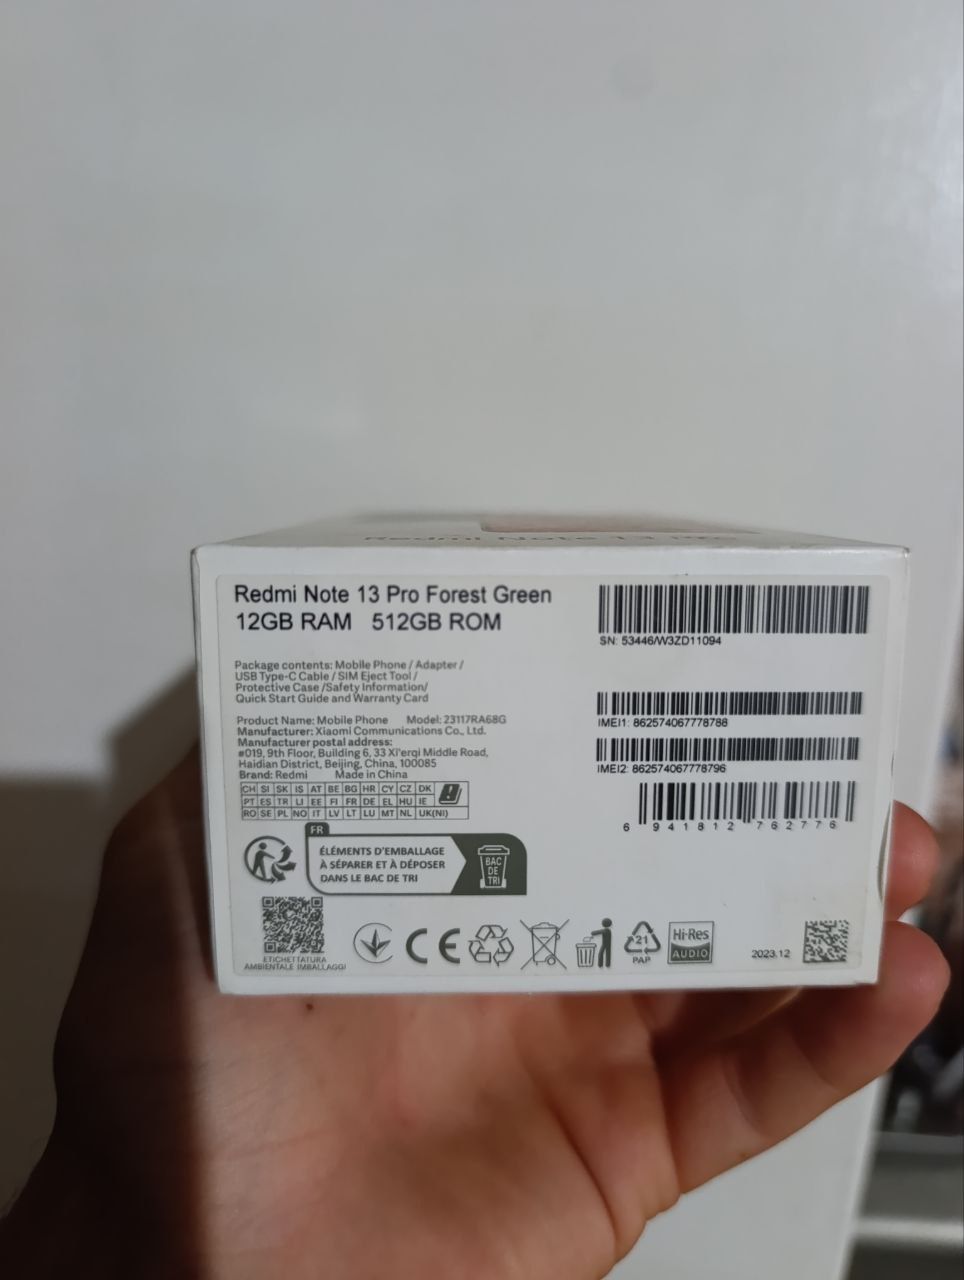 Redmi Note 13 Pro
Redmi Note 13 Pro Forest Green
12GB RAM 512GB ROM
Package contents: Mobile Phone / Adapter /
USB Type-C Cable / SIM Eject Tool /
Protective Case /Safety Information/
Quick Start Guide and Warranty Card
Product Name: Mobile Phone Model: 23117RA68G
Manufacturer: Xiaomi Communications Co., Ltd.
Manufacturer postal address:
#019, 9th Floor, Building 6, 33 Xi'erqi Middle Road,
Haidian District, Beijing, China, 100085
Brand: Redmi Made in China
CH SI SK IS AT BE BG HR CY CZ DK
PT ES TR LI EE FI FR DE EL HU IE
RO SE PL NO IT LV LT LU MT NL UK(NI)
FR
ÉLÉMENTS D'EMBALLAGE
À SÉPARER ET À DÉPOSER
DANS LE BAC DE TRI
BAC
DE
TRI
ETICHETTATURA
AMBIENTALE IMBALLAGGI
CE
21
PAP
Hi-Res
AUDIO
2023.12
SN: 53446/W3ZD11094
IMEI1: 862574067778788
IMEI2: 862574067778796
6 941812 762776